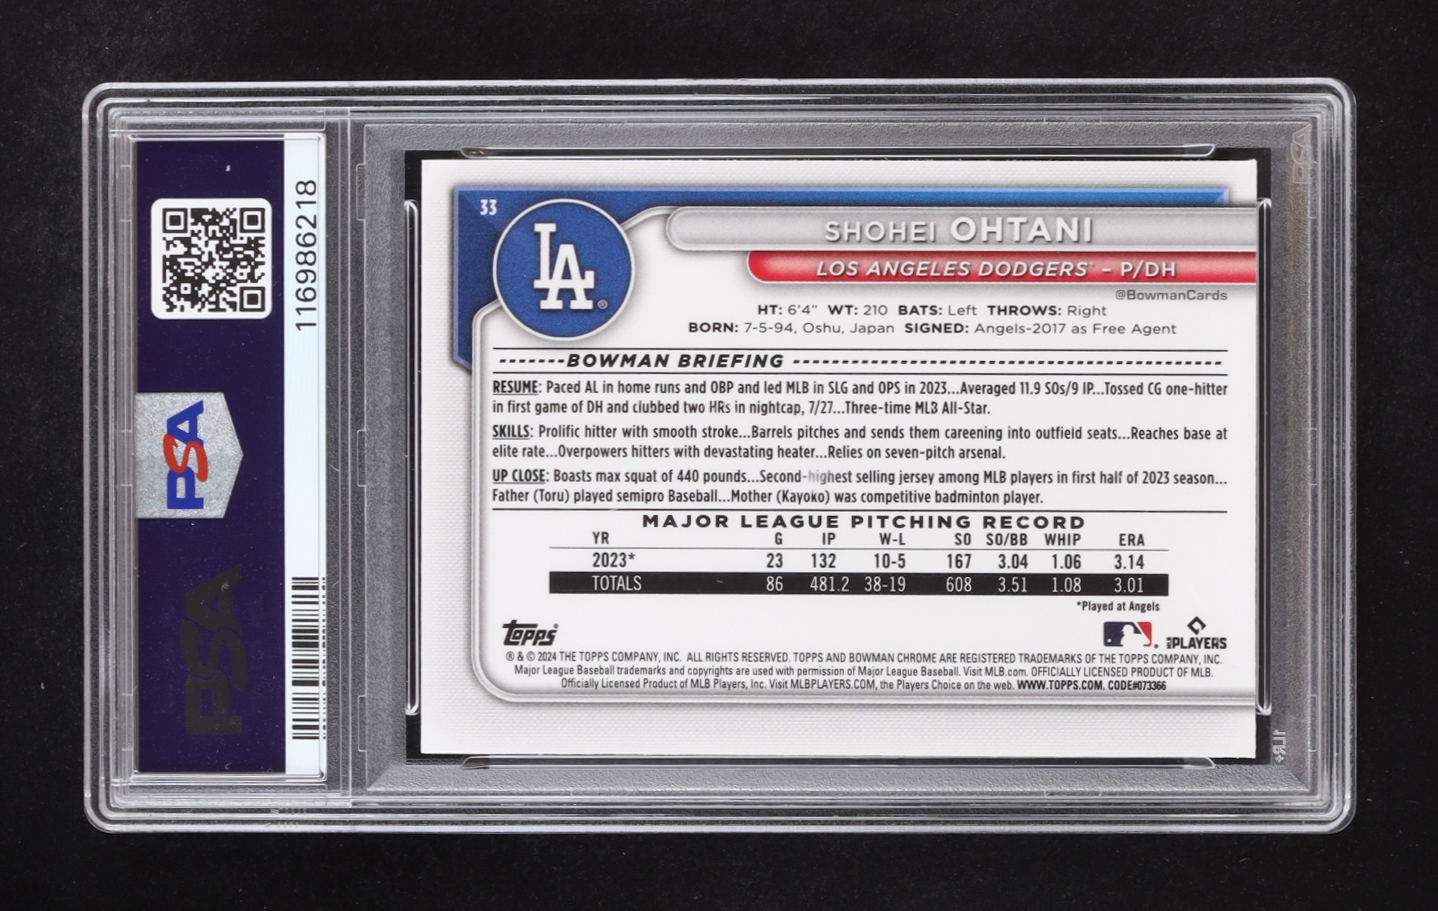 116986218
PSA
PSA
33
LA
SHOHEI OHTANI
LOS ANGELES DODGERS - P/DH
@BowmanCards
HT: 6'4" WT: 210 BATS: Left THROWS: Right
BORN: 7-5-94, Oshu, Japan SIGNED: Angels-2017 as Free Agent
BOWMAN BRIEFING
RESUME: Paced AL in home runs and OBP and led MLB in SLG and OPS in 2023...Averaged 11.9 SOs/9 IP...Tossed CG one-hitter
in first game of DH and clubbed two HRs in nightcap, 7/27...Three-time MLB All-Star.
SKILLS: Prolific hitter with smooth stroke...Barrels pitches and sends them careening into outfield seats...Reaches base at
elite rate...Overpowers hitters with devastating heater...Relies on seven-pitch arsenal.
UP CLOSE: Boasts max squat of 440 pounds...Second-highest selling jersey among MLB players in first half of 2023 season...
Father (Toru) played semipro Baseball...Mother (Kayoko) was competitive badminton player.
MAJOR LEAGUE PITCHING RECORD
YR G IP W-L SO SO/BB WHIP ERA
2023* 23 132 10-5 167 3.04 1.06 3.14
TOTALS 86 481.2 38-19 608 3.51 1.08 3.01
*Played at Angels
Topps
MLB PLAYERS
® & © 2024 THE TOPPS COMPANY, INC. ALL RIGHTS RESERVED. TOPPS AND BOWMAN CHROME ARE REGISTERED TRADEMARKS OF THE TOPPS COMPANY, INC.
Major League Baseball trademarks and copyrights are used with permission of Major League Baseball. Visit MLB.com. OFFICIALLY LICENSED PRODUCT OF MLB.
Officially Licensed Product of MLB Players, Inc. Visit MLBPLAYERS.COM, the Players Choice on the web. WWW.TOPPS.COM. CODE#073366
PSA
1LR+